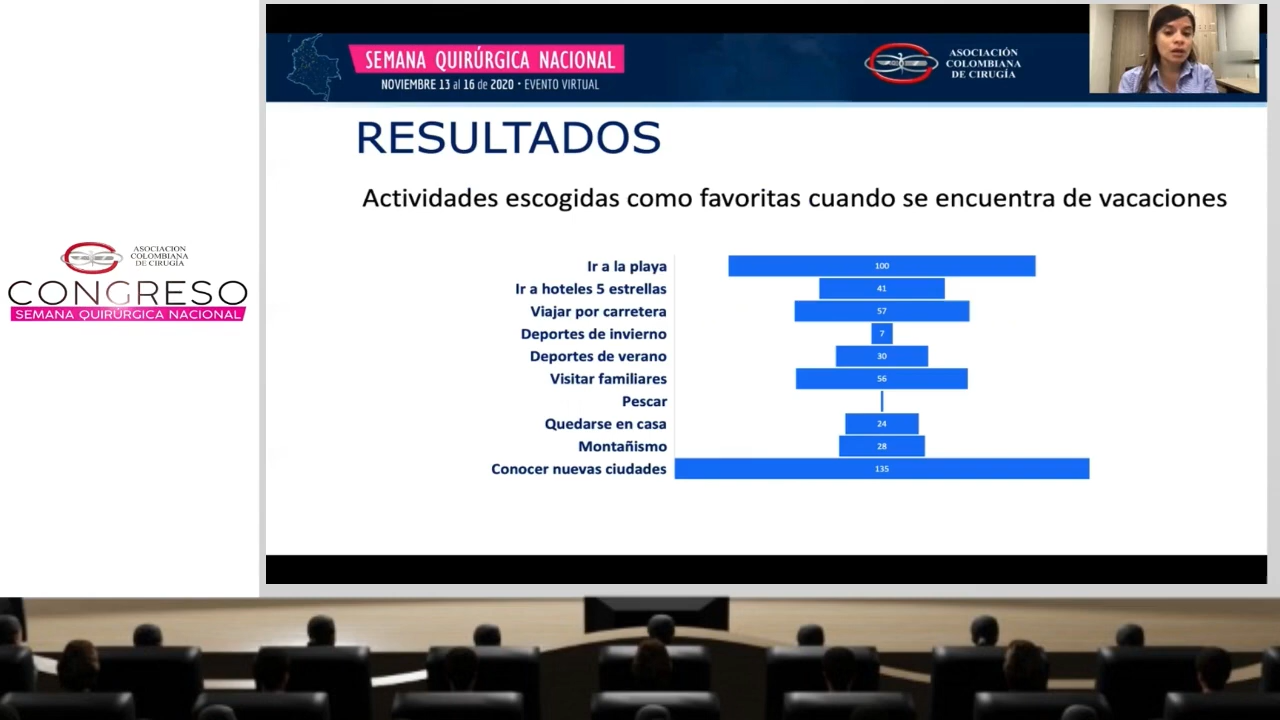 ASOCIACIÓN
COLOMBIANA
DE CIRUGÍA
CONGRESO
SEMANA QUIRÚRGICA NACIONAL
SEMANA QUIRÚRGICA NACIONAL
NOVIEMBRE 13 al 16 de 2020 • EVENTO VIRTUAL
ASOCIACIÓN
COLOMBIANA
DE CIRUGÍA
RESULTADOS
Actividades escogidas como favoritas cuando se encuentra de vacaciones
Ir a la playa 100
Ir a hoteles 5 estrellas 41
Viajar por carretera 57
Deportes de invierno 7
Deportes de verano 30
Visitar familiares 56
Pescar
Quedarse en casa 24
Montañismo 28
Conocer nuevas ciudades 135